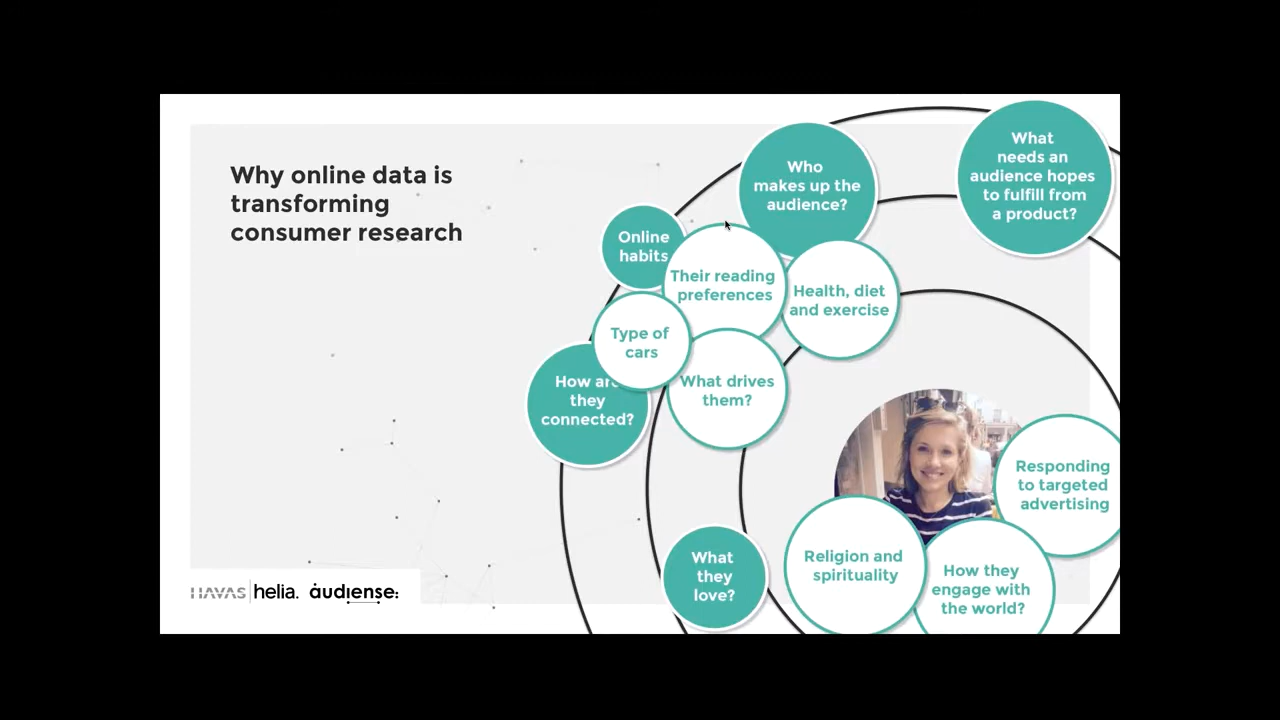 Why online data is
transforming
consumer research
What
needs an
audience hopes
to fulfill from
a product?
Who
makes up the
audience?
Online
habits
Their reading
preferences
Health, diet
and exercise
Type of
cars
What drives
them?
How are
they
connected?
Responding
to targeted
advertising
Religion and
spirituality
How they
engage with
the world?
What
they
love?
HAVAS helia. audiense: